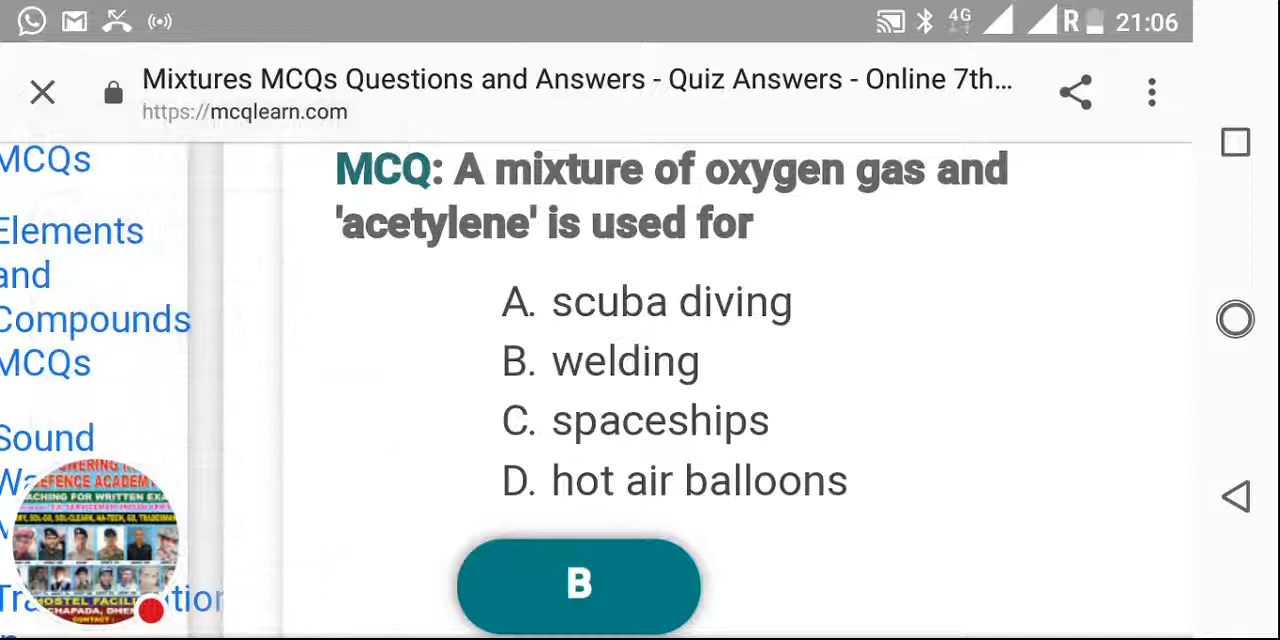 4G
R
21:06
Mixtures MCQs Questions and Answers - Quiz Answers - Online 7th...
https://mcqlearn.com
MCQs
Elements
and
Compounds
MCQs
Sound
MCQ: A mixture of oxygen gas and
'acetylene' is used for
A. scuba diving
B. welding
C. spaceships
D. hot air balloons
B